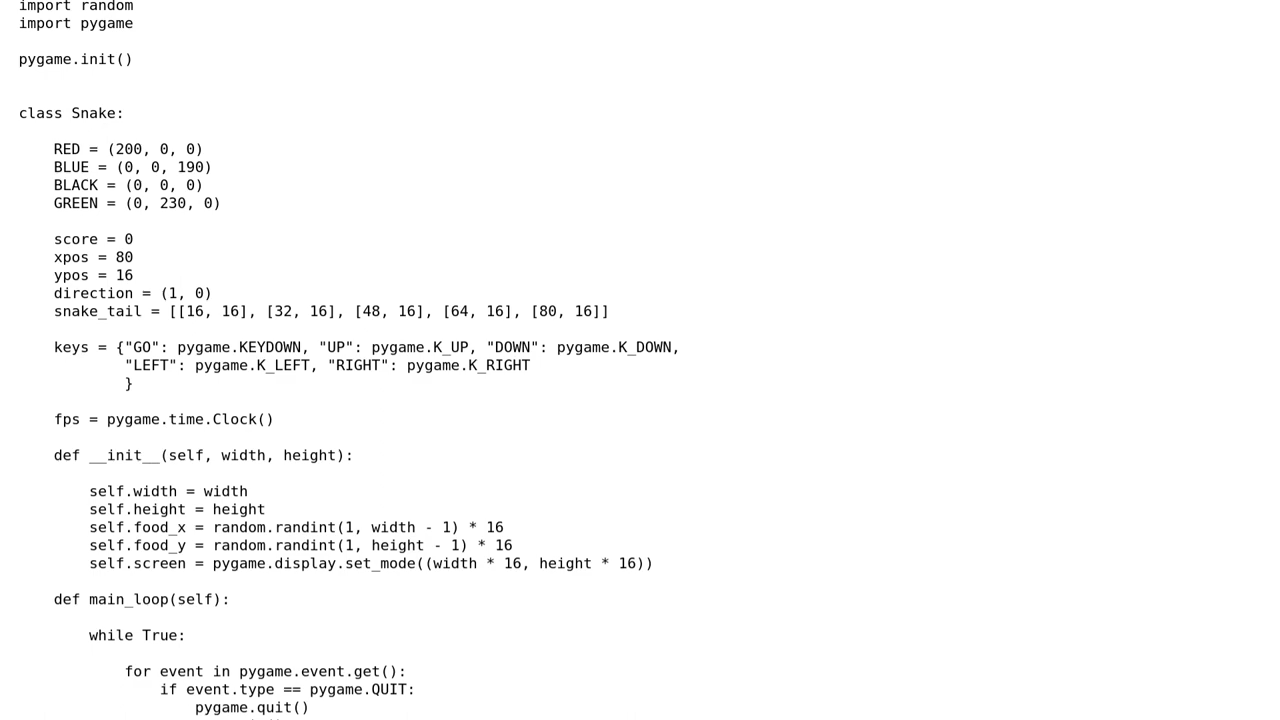 import random
import pygame

pygame.init()


class Snake:

    RED = (200, 0, 0)
    BLUE = (0, 0, 190)
    BLACK = (0, 0, 0)
    GREEN = (0, 230, 0)

    score = 0
    xpos = 80
    ypos = 16
    direction = (1, 0)
    snake_tail = [[16, 16], [32, 16], [48, 16], [64, 16], [80, 16]]

    keys = {"GO": pygame.KEYDOWN, "UP": pygame.K_UP, "DOWN": pygame.K_DOWN,
            "LEFT": pygame.K_LEFT, "RIGHT": pygame.K_RIGHT
            }

    fps = pygame.time.Clock()

    def __init__(self, width, height):

        self.width = width
        self.height = height
        self.food_x = random.randint(1, width - 1) * 16
        self.food_y = random.randint(1, height - 1) * 16
        self.screen = pygame.display.set_mode((width * 16, height * 16))

    def main_loop(self):

        while True:

            for event in pygame.event.get():
                if event.type == pygame.QUIT:
                    pygame.quit()